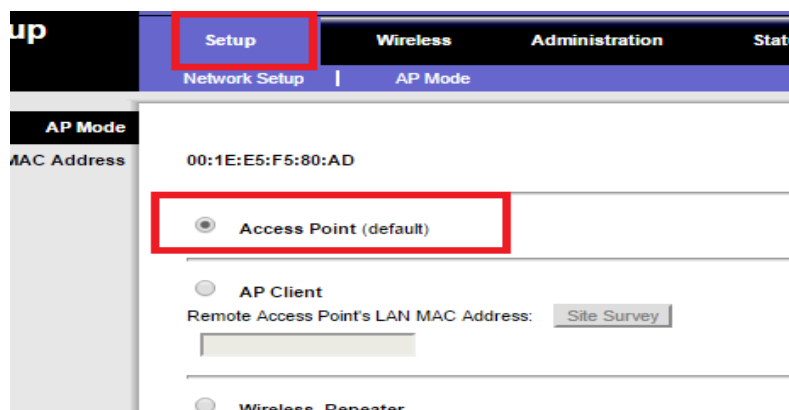 up
Setup Wireless Administration Stat
Network Setup | AP Mode
AP Mode
MAC Address 00:1E:E5:F5:80:AD
Access Point (default)
AP Client
Remote Access Point's LAN MAC Address: Site Survey
Wireless Repeater